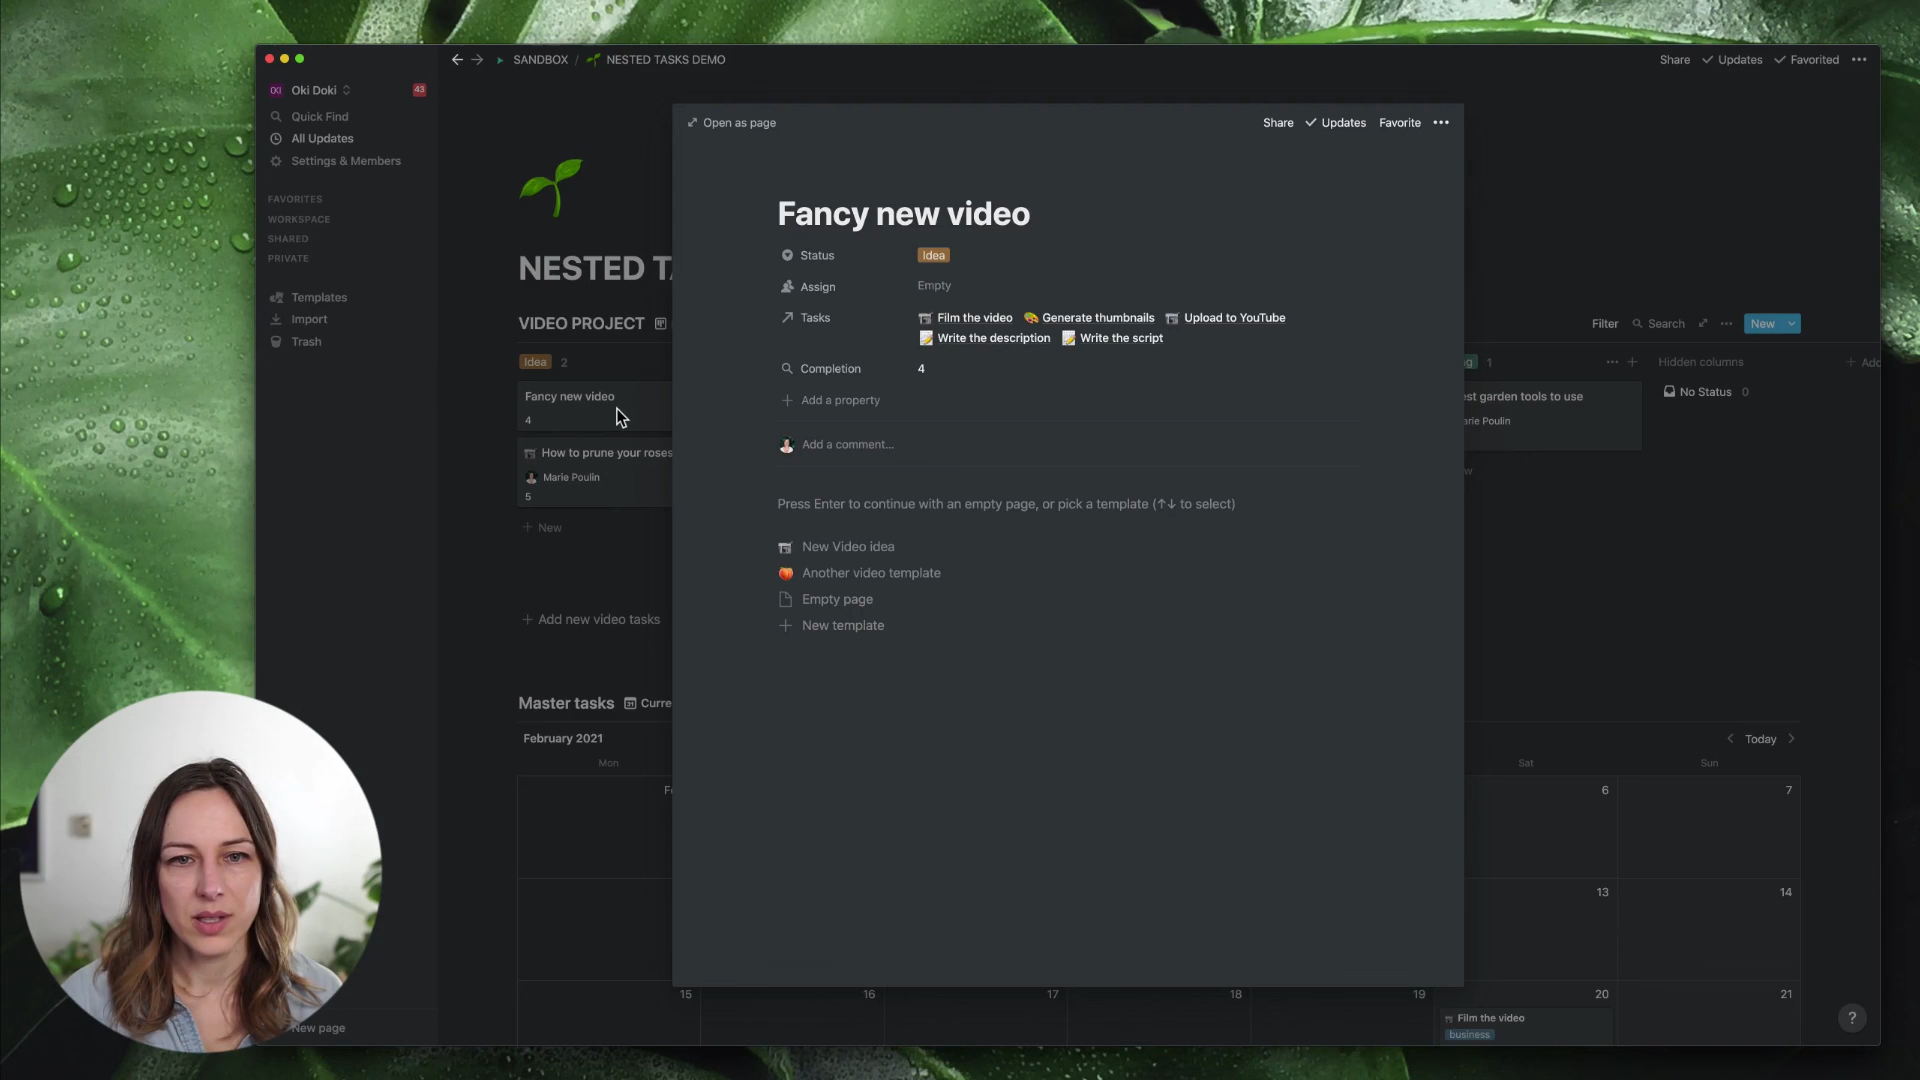 SANDBOX / NESTED TASKS DEMO
Share Updates Favorited
Oki Doki 43
Quick Find
All Updates
Settings & Members
FAVORITES
WORKSPACE
SHARED
PRIVATE
Templates
Import
Trash
New page
NESTED T
VIDEO PROJECT
Filter Search New
Idea 2
Fancy new video
4
How to prune your roses
Marie Poulin
5
+ New
+ Add new video tasks
1
Hidden columns
+ Add
est garden tools to use
arie Poulin
No Status 0
Open as page
Share Updates Favorite
Fancy new video
Status Idea
Assign Empty
Tasks Film the video Generate thumbnails Upload to YouTube
Write the description Write the script
Completion 4
+ Add a property
Add a comment...
Press Enter to continue with an empty page, or pick a template (↑↓ to select)
New Video idea
Another video template
Empty page
+ New template
Master tasks 31 Curre
February 2021
Today
Mon Sat Sun
6 7
13 14
15 16 17 18 19 20 21
Film the video
business
?